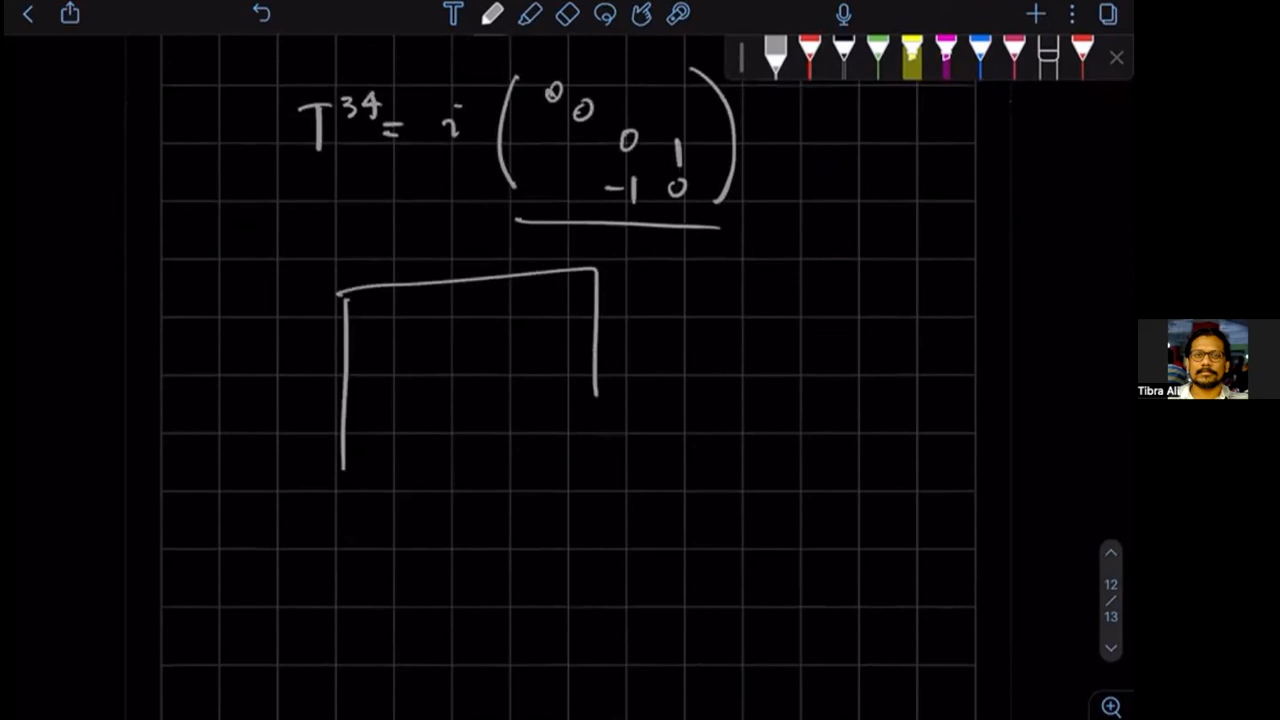 T³⁴ = i ( 0
0
0 1
-1 0 )
Tibra Ali
12
/
13